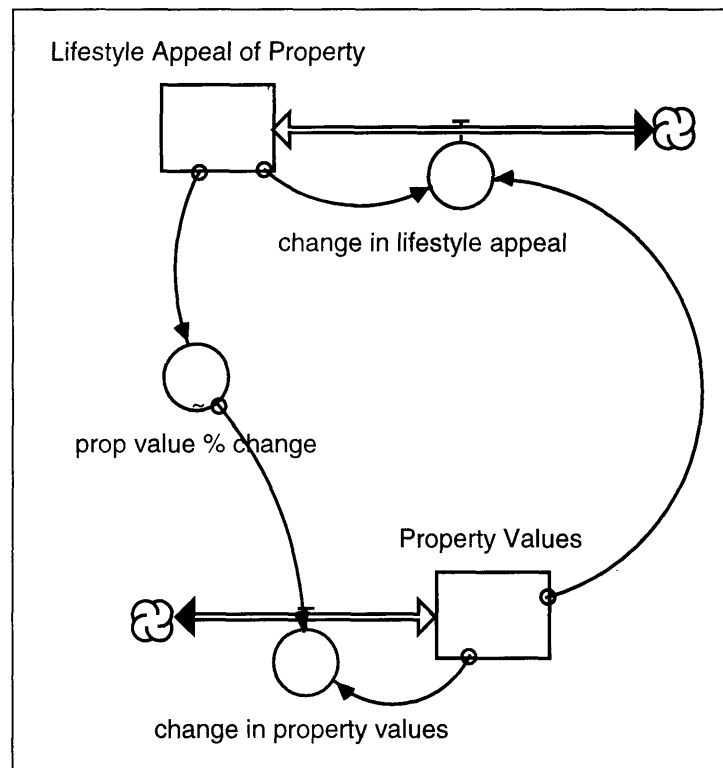 Lifestyle Appeal of Property
change in lifestyle appeal
~
prop value % change
Property Values
change in property values